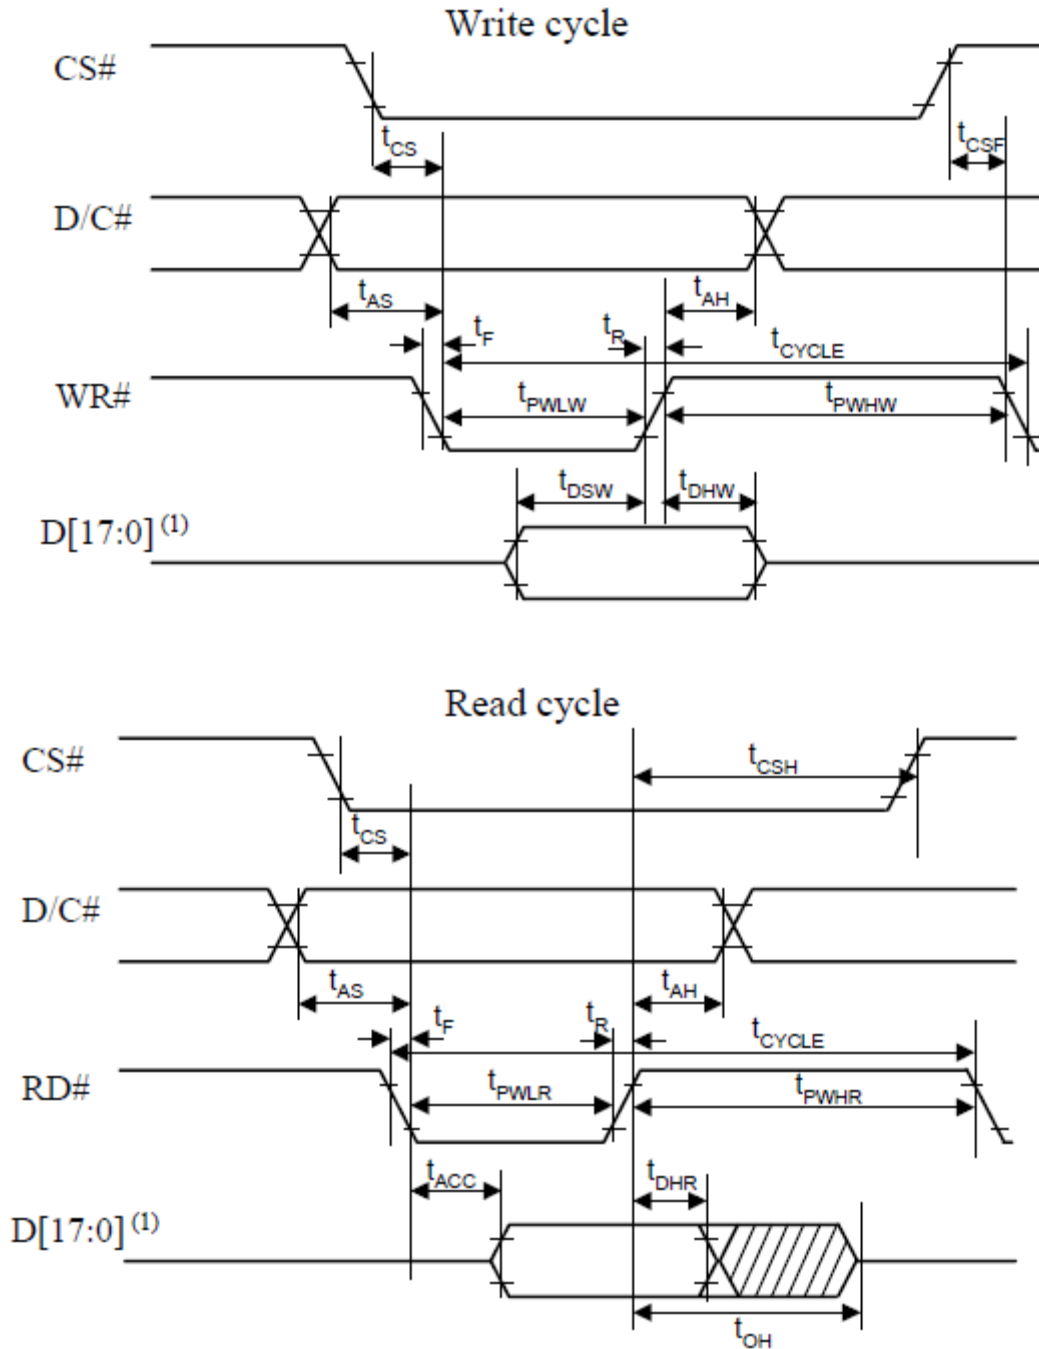 Write cycle
CS#
tCS
tCSF
D/C#
tAS
tAH
tF
tR
tCYCLE
WR#
tPWLW
tPWHW
tDSW
tDHW
D[17:0](1)
Read cycle
CS#
tCSH
tCS
D/C#
tAS
tAH
tF
tR
tCYCLE
RD#
tPWLR
tPWHR
tACC
tDHR
D[17:0](1)
tOH